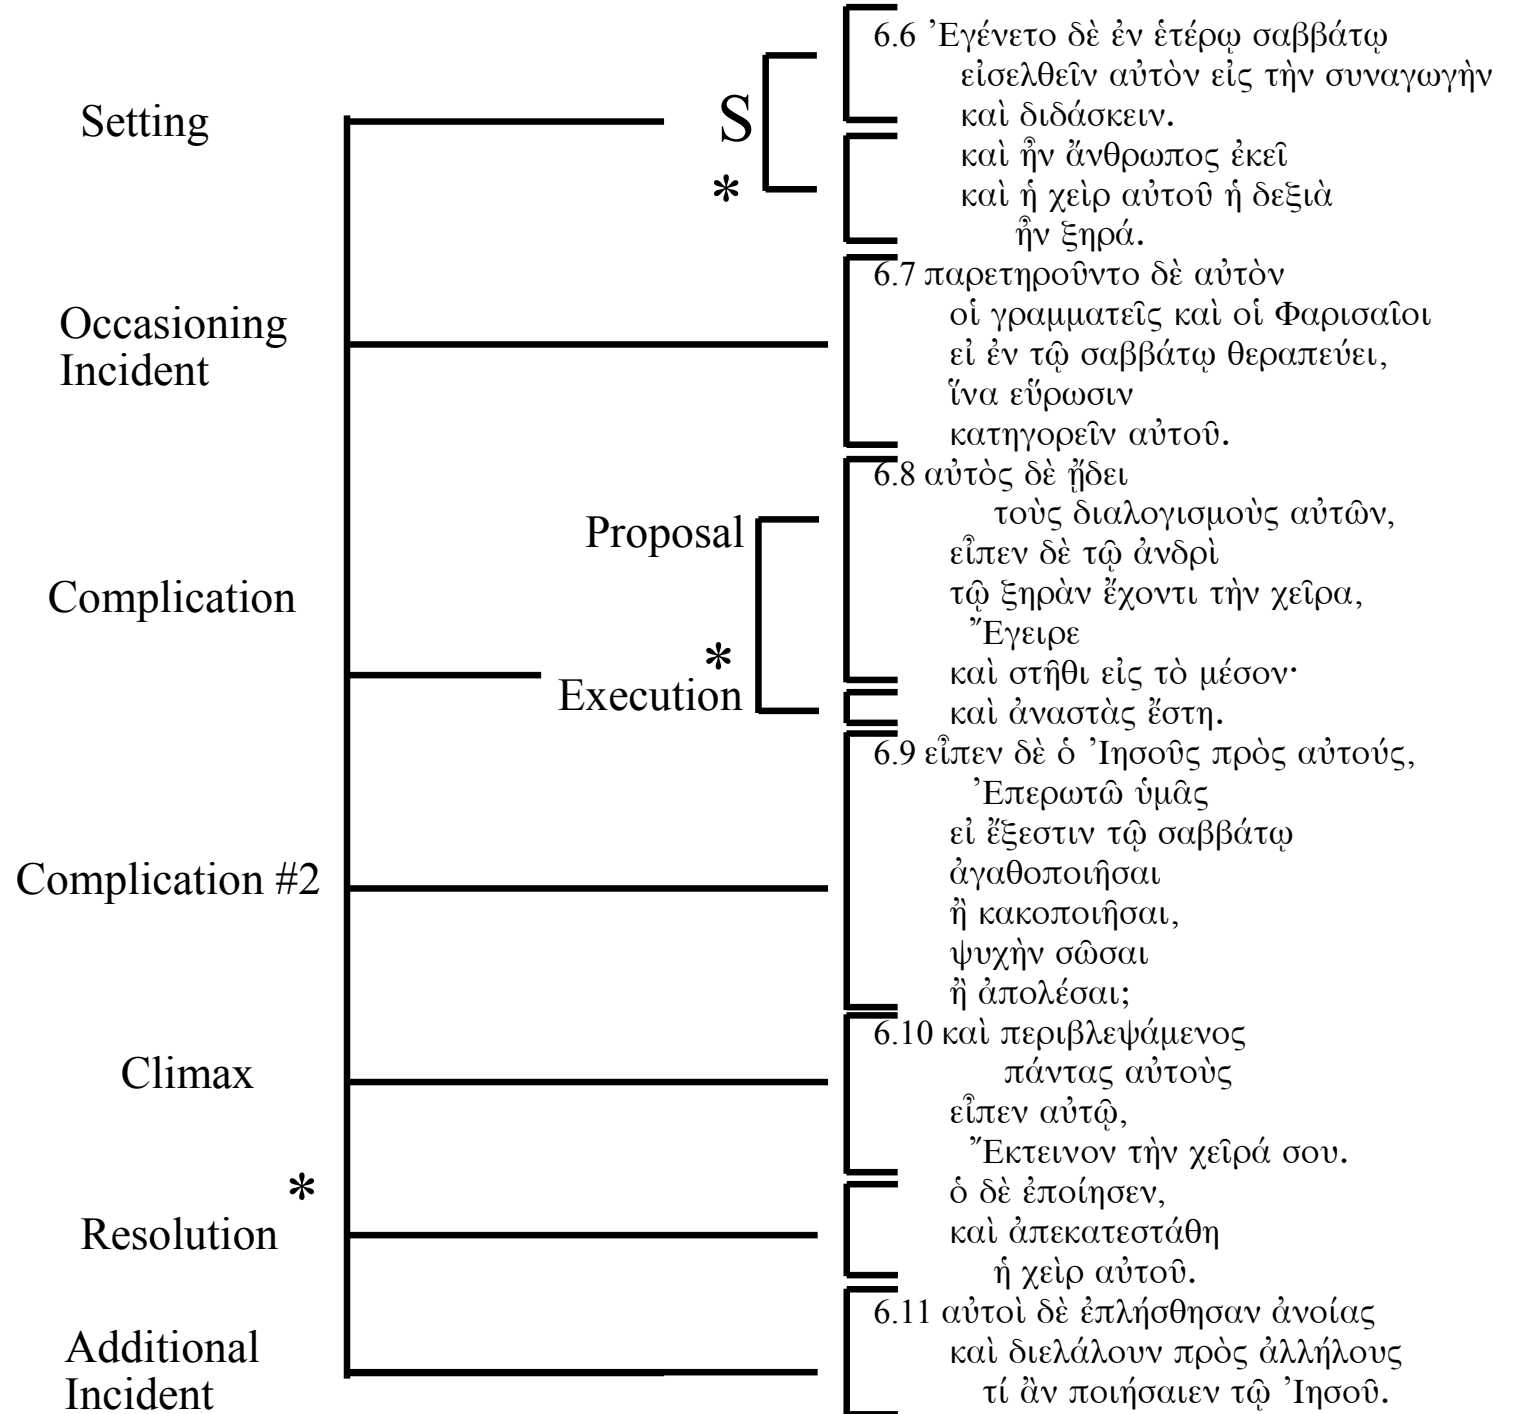 Setting
S
*
6.6 Ἐγένετο δὲ ἐν ἑτέρῳ σαββάτῳ
εἰσελθεῖν αὐτὸν εἰς τὴν συναγωγὴν
καὶ διδάσκειν.
καὶ ἦν ἄνθρωπος ἐκεῖ
καὶ ἡ χεὶρ αὐτοῦ ἡ δεξιὰ
ἦν ξηρά.
Occasioning
Incident
6.7 παρετηροῦντο δὲ αὐτὸν
οἱ γραμματεῖς καὶ οἱ Φαρισαῖοι
εἰ ἐν τῷ σαββάτῳ θεραπεύει,
ἵνα εὕρωσιν
κατηγορεῖν αὐτοῦ.
Complication
Proposal
*
Execution
6.8 αὐτὸς δὲ ᾔδει
τοὺς διαλογισμοὺς αὐτῶν,
εἶπεν δὲ τῷ ἀνδρὶ
τῷ ξηρὰν ἔχοντι τὴν χεῖρα,
Ἔγειρε
καὶ στῆθι εἰς τὸ μέσον·
καὶ ἀναστὰς ἔστη.
Complication #2
6.9 εἶπεν δὲ ὁ Ἰησοῦς πρὸς αὐτούς,
Ἐπερωτῶ ὑμᾶς
εἰ ἔξεστιν τῷ σαββάτῳ
ἀγαθοποιῆσαι
ἢ κακοποιῆσαι,
ψυχὴν σῶσαι
ἢ ἀπολέσαι;
Climax
6.10 καὶ περιβλεψάμενος
πάντας αὐτοὺς
εἶπεν αὐτῷ,
Ἔκτεινον τὴν χεῖρά σου.
*
Resolution
ὁ δὲ ἐποίησεν,
καὶ ἀπεκατεστάθη
ἡ χεὶρ αὐτοῦ.
Additional
Incident
6.11 αὐτοὶ δὲ ἐπλήσθησαν ἀνοίας
καὶ διελάλουν πρὸς ἀλλήλους
τί ἂν ποιήσαιεν τῷ Ἰησοῦ.